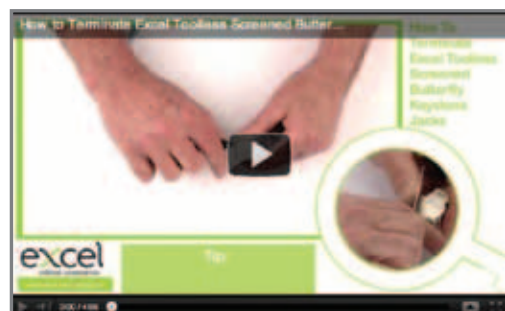 How to Terminate Excel Toolless Screened Butter...
How To
Terminate
Excel Toolless
Screened
Butterfly
Keystone
Jacks
excel
Tip: